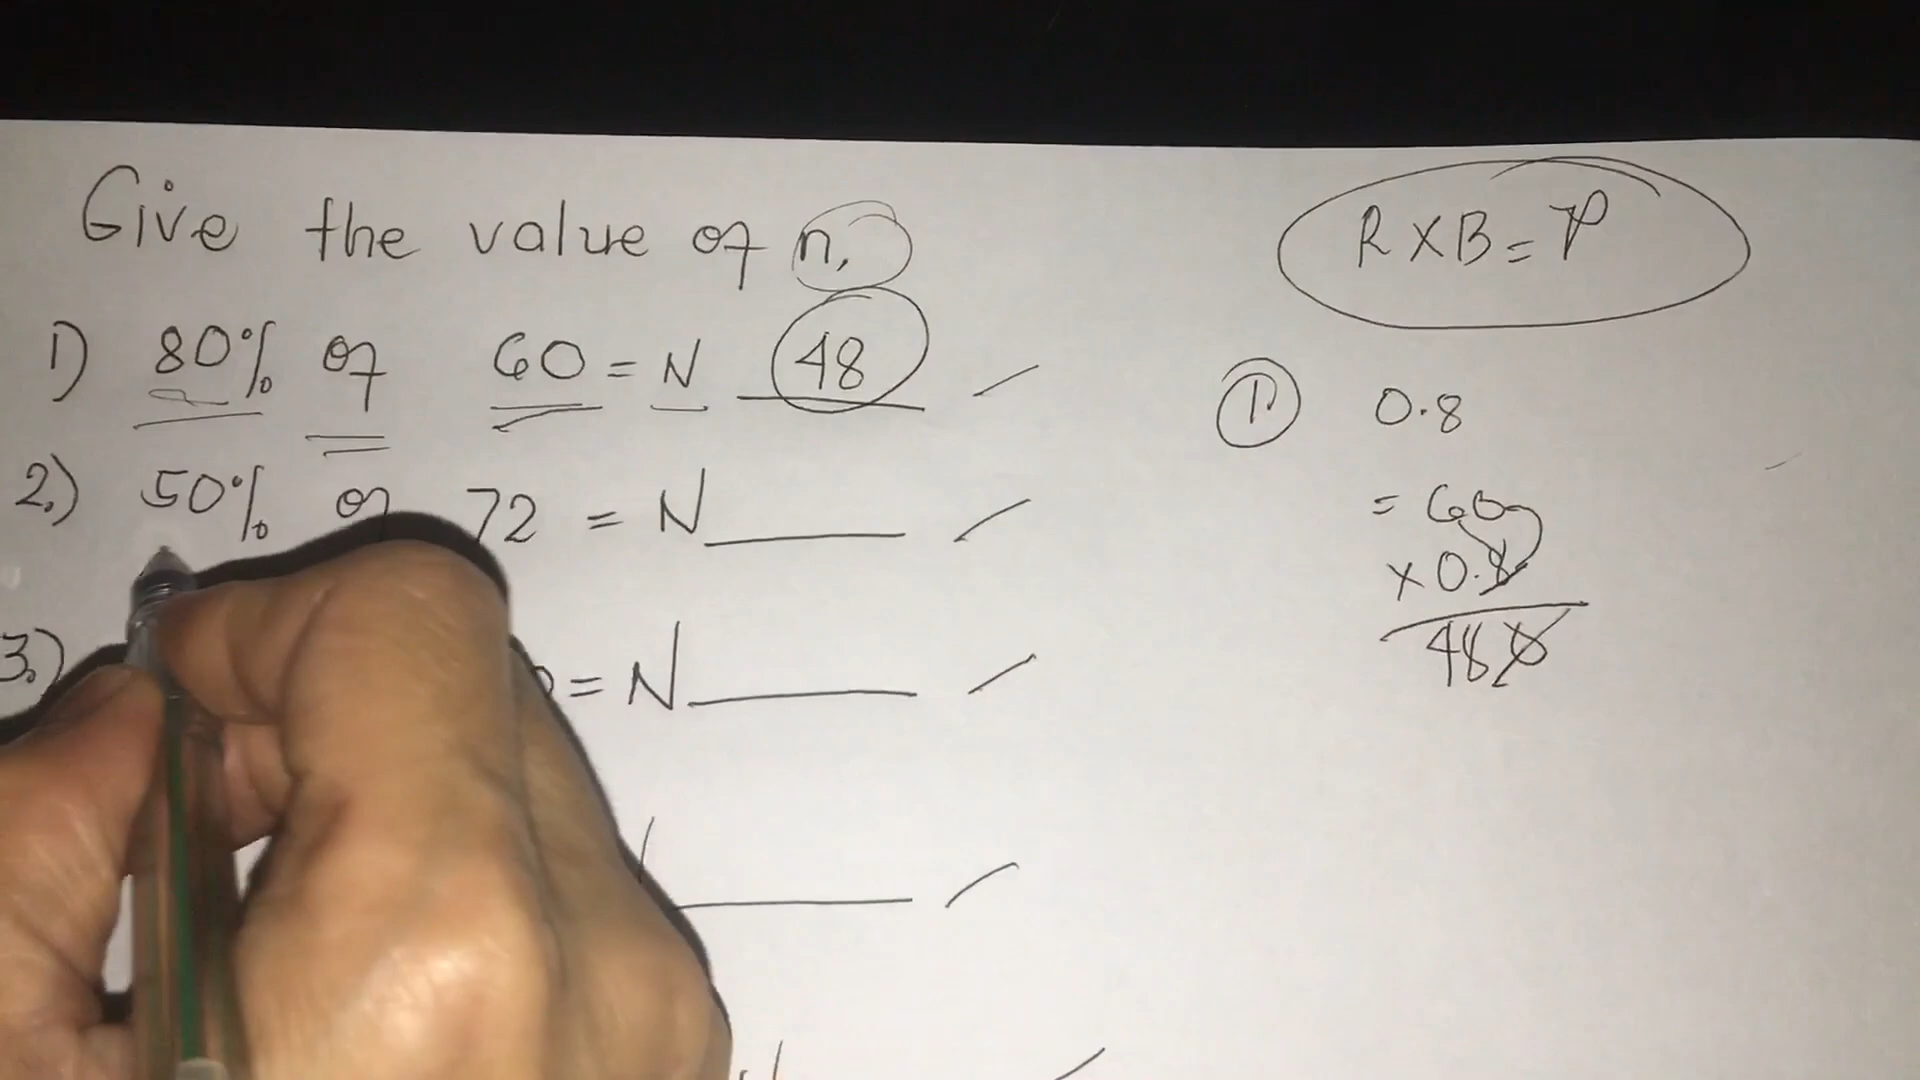 Give the value of n.
R X B = P
1) 80% of 60 = N 48
① 0.8
2.) 50% of 72 = N
= 60
X 0.8
480
3.) = N